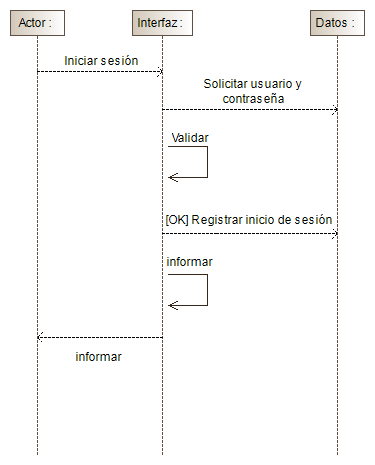 Actor :
Interfaz :
Datos :
Iniciar sesión
Solicitar usuario y
contraseña
Validar
[OK] Registrar inicio de sesión
informar
informar